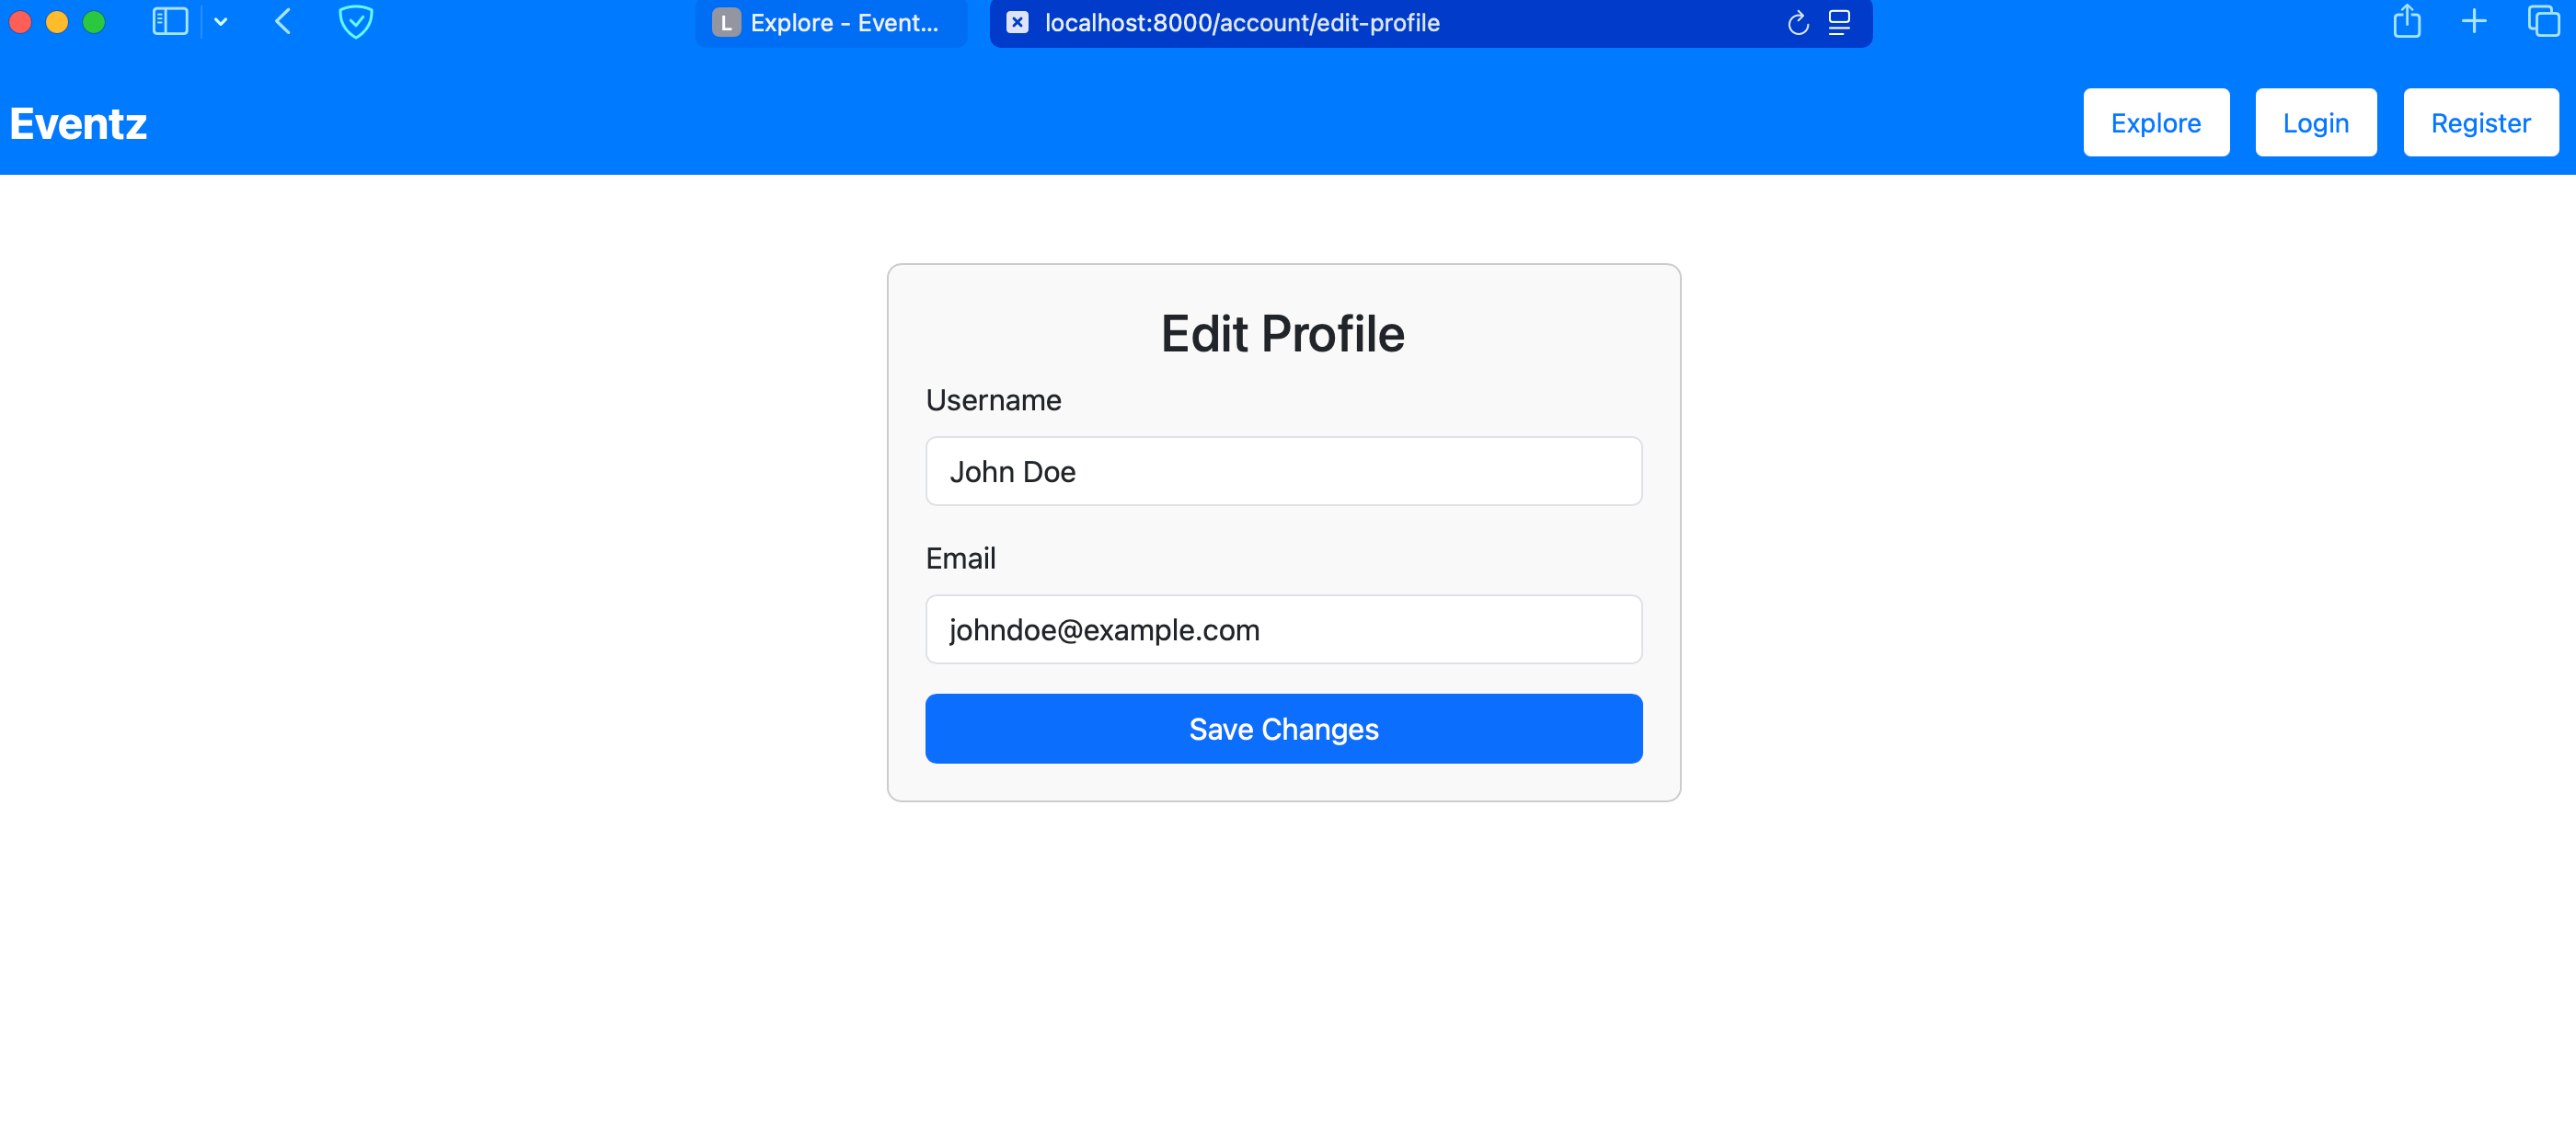 L Explore - Event...
localhost:8000/account/edit-profile
Eventz
Explore
Login
Register
Edit Profile
Username
John Doe
Email
johndoe@example.com
Save Changes